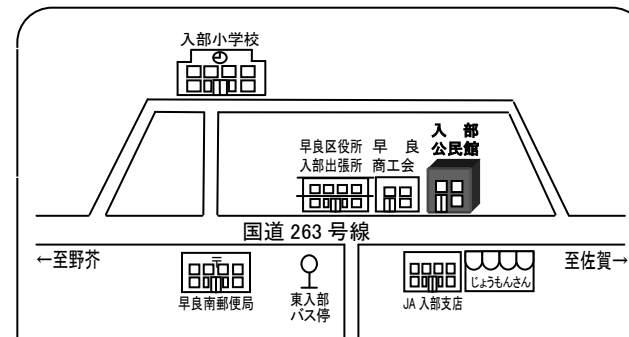 入部小学校
早良区役所
入部出張所
早良
商工会
入部
公民館
国道 263 号線
←至野芥
至佐賀→
〒
早良南郵便局
東入部
バス停
JA 入部支店
じょうもんさん